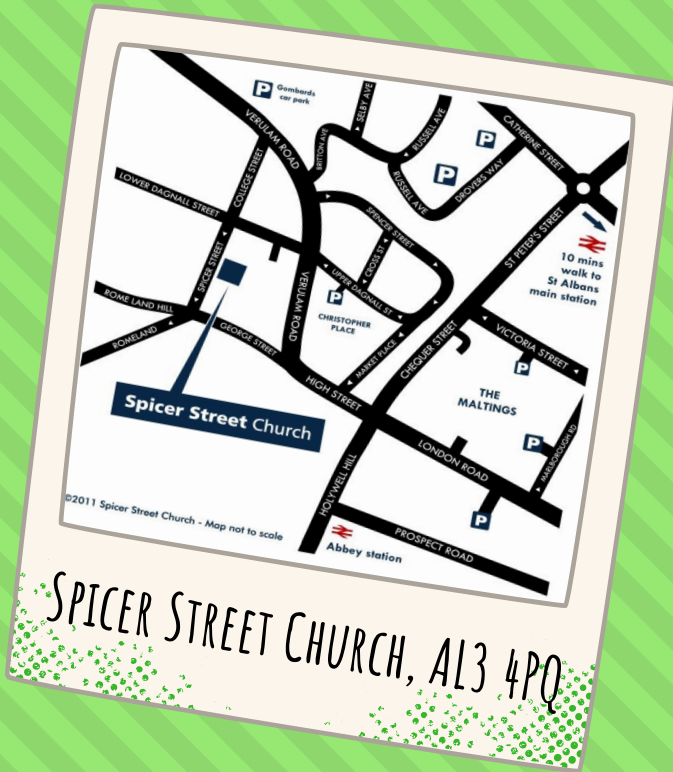 P
Gombards
car park
SELBY AVE
CATHERINE STREET
VERULAM ROAD
BRITTON AVE
RUSSELL AVE
P
P
RUSSELL AVE
DROVERS WAY
COLLEGE STREET
LOWER DAGNALL STREET
SPENCER STREET
ST PETER'S STREET
10 mins
walk to
St Albans
main station
SPICER STREET
CROSS ST
UPPER DAGNALL ST
P
CHRISTOPHER
PLACE
VERULAM ROAD
ROME LAND HILL
ROMELAND
GEORGE STREET
MARKET PLACE
CHEQUER STREET
VICTORIA STREET
P
THE
MALTINGS
HIGH STREET
Spicer Street Church
LONDON ROAD
P
MARLBOROUGH RD
HOLYWELL HILL
P
©2011 Spicer Street Church - Map not to scale
Abbey station
PROSPECT ROAD
SPICER STREET CHURCH, AL3 4PQ